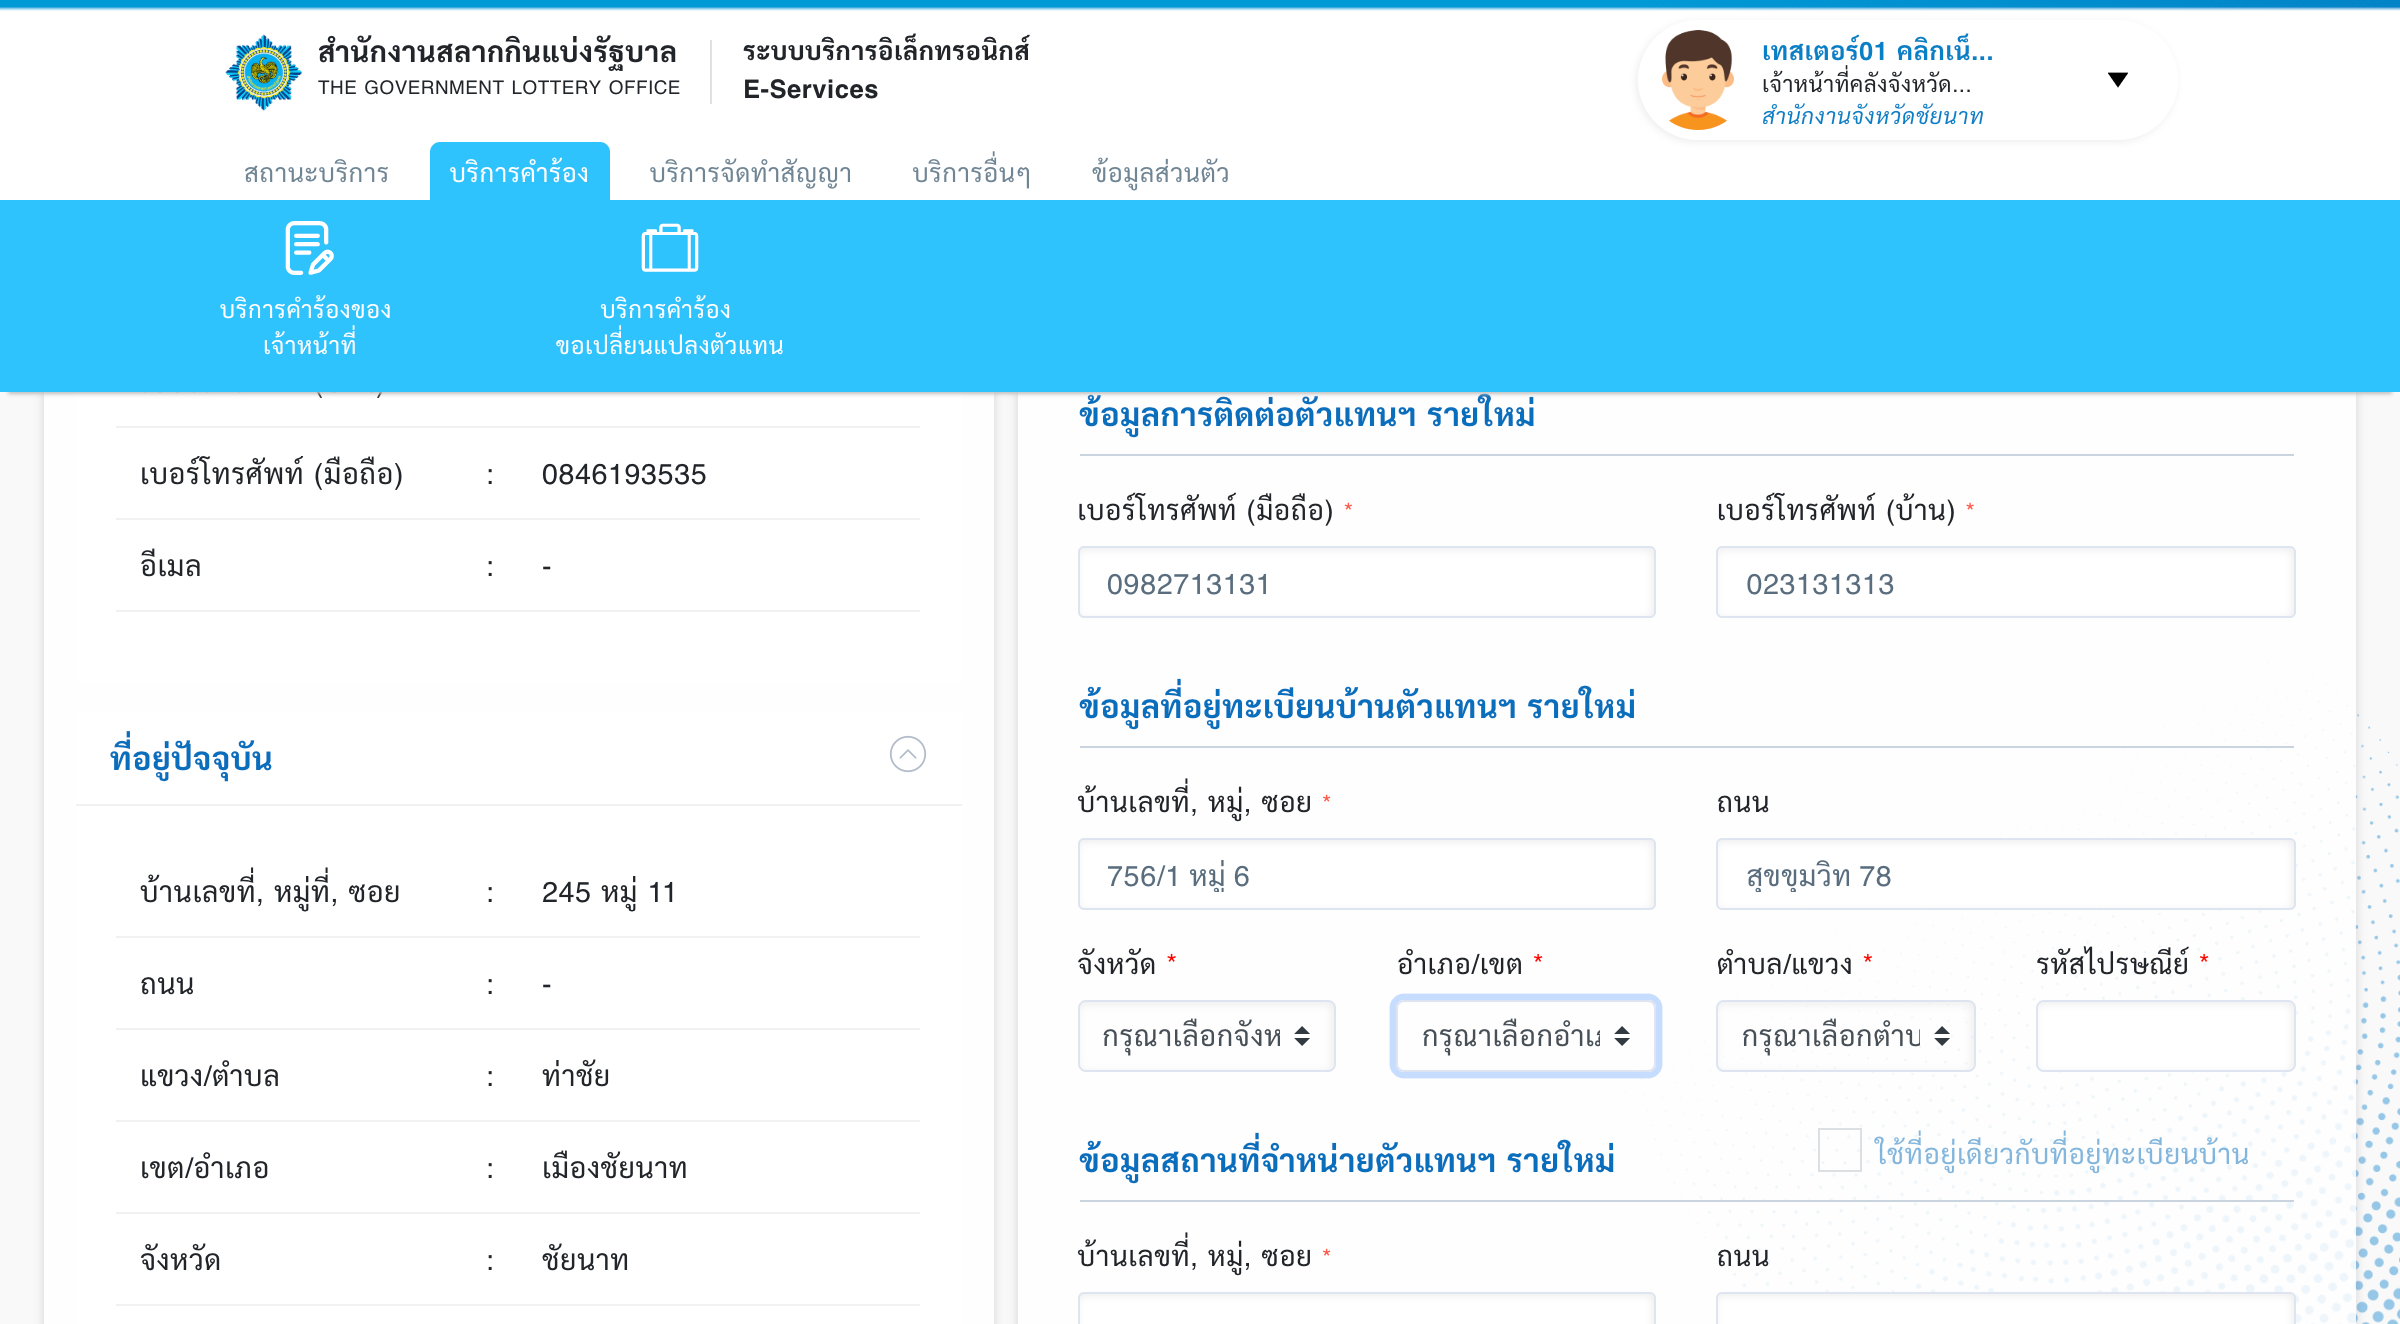 สำนักงานสลากกินแบ่งรัฐบาล
THE GOVERNMENT LOTTERY OFFICE
ระบบบริการอิเล็กทรอนิกส์
E-Services
เทสเตอร์01 คลิกเน็...
เจ้าหน้าที่คลังจังหวัด...
สำนักงานจังหวัดชัยนาท
สถานะบริการ
บริการคำร้อง
บริการจัดทำสัญญา
บริการอื่นๆ
ข้อมูลส่วนตัว
บริการคำร้องของ
เจ้าหน้าที่
บริการคำร้อง
ขอเปลี่ยนแปลงตัวแทน
เบอร์โทรศัพท์ (มือถือ) : 0846193535
อีเมล : -
ที่อยู่ปัจจุบัน
บ้านเลขที่, หมู่ที่, ซอย : 245 หมู่ 11
ถนน : -
แขวง/ตำบล : ท่าชัย
เขต/อำเภอ : เมืองชัยนาท
จังหวัด : ชัยนาท
ข้อมูลการติดต่อตัวแทนฯ รายใหม่
เบอร์โทรศัพท์ (มือถือ) *
เบอร์โทรศัพท์ (บ้าน) *
0982713131
023131313
ข้อมูลที่อยู่ทะเบียนบ้านตัวแทนฯ รายใหม่
บ้านเลขที่, หมู่, ซอย *
ถนน
756/1 หมู่ 6
สุขขุมวิท 78
จังหวัด *
อำเภอ/เขต *
ตำบล/แขวง *
รหัสไปรษณีย์ *
กรุณาเลือกจังห
กรุณาเลือกอำเภ
กรุณาเลือกตำบ
ข้อมูลสถานที่จำหน่ายตัวแทนฯ รายใหม่
ใช้ที่อยู่เดียวกับที่อยู่ทะเบียนบ้าน
บ้านเลขที่, หมู่, ซอย *
ถนน